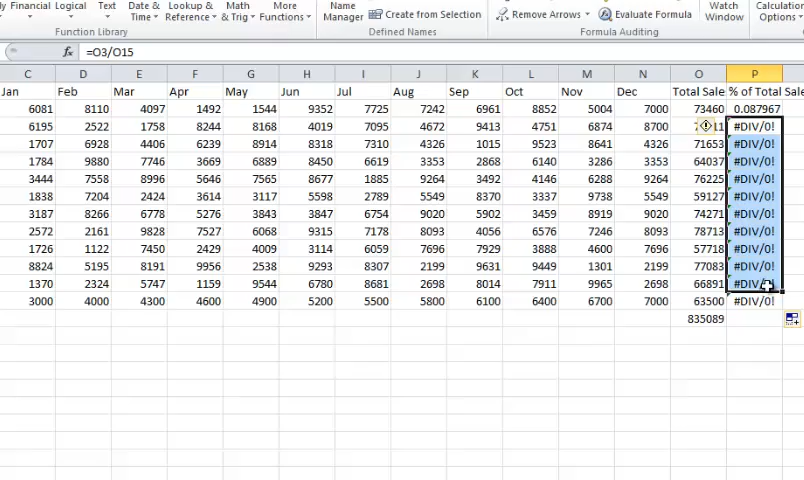 Financial Logical Text Date & Lookup & Math More Name Create from Selection Remove Arrows Evaluate Formula Watch Calculation
Time Reference & Trig Functions Manager Window Options
Function Library Defined Names Formula Auditing
fx =O3/O15
C D E F G H I J K L M N O P
Jan Feb Mar Apr May Jun Jul Aug Sep Oct Nov Dec Total Sale % of Total Sales
6081 8110 4097 1492 1544 9352 7725 7242 6961 8852 5004 7000 73460 0.087967
6195 2522 1758 8244 8168 4019 7095 4672 9413 4751 6874 8700 #DIV/0!
1707 6928 4406 6239 8914 8318 7154 4326 1015 9523 8641 4327 71653 #DIV/0!
1784 9880 7746 3669 8889 8450 6619 3353 2868 6140 3286 3353 64037 #DIV/0!
3444 7558 8996 5646 7565 8677 1885 9264 3492 4146 6288 9264 76225 #DIV/0!
1838 7204 2424 3614 3117 5598 2789 5549 8370 3337 9738 5549 59127 #DIV/0!
3187 8266 6778 5276 3843 3847 6754 9020 5902 3459 8919 9020 74271 #DIV/0!
2572 2161 9828 7527 6068 9315 7178 8093 4056 6576 7246 8093 78713 #DIV/0!
1726 1122 7450 2429 4009 3114 6059 7696 7929 3888 4600 7696 57718 #DIV/0!
8824 5195 8191 9956 2538 9293 8307 2199 9631 9449 1301 2199 77083 #DIV/0!
1370 2324 5747 1159 9544 6780 8681 2698 8014 7911 9965 2698 66891 #DIV/0!
3000 4000 4300 4600 4900 5200 5500 5800 6100 6400 6700 7000 63500 #DIV/0!
835089